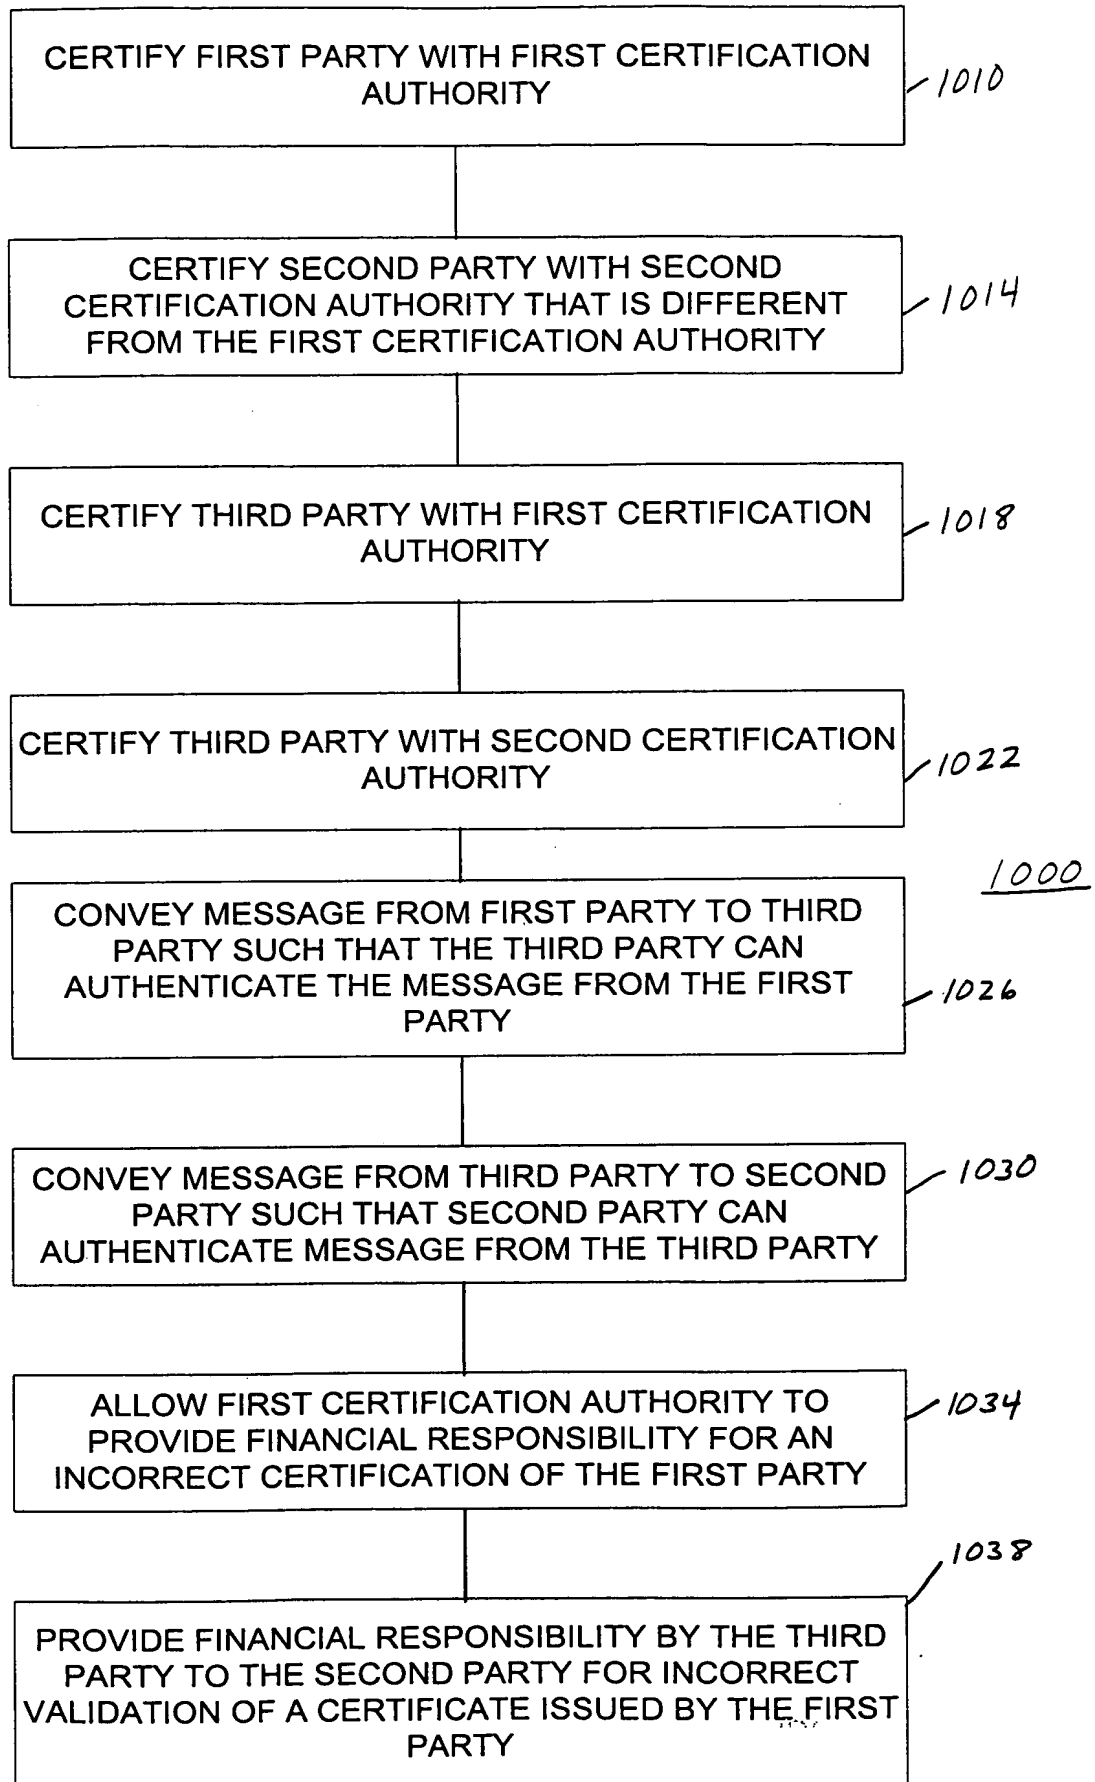 CERTIFY FIRST PARTY WITH FIRST CERTIFICATION
AUTHORITY
1010
CERTIFY SECOND PARTY WITH SECOND
CERTIFICATION AUTHORITY THAT IS DIFFERENT
FROM THE FIRST CERTIFICATION AUTHORITY
1014
CERTIFY THIRD PARTY WITH FIRST CERTIFICATION
AUTHORITY
1018
CERTIFY THIRD PARTY WITH SECOND CERTIFICATION
AUTHORITY
1022
1000
CONVEY MESSAGE FROM FIRST PARTY TO THIRD
PARTY SUCH THAT THE THIRD PARTY CAN
AUTHENTICATE THE MESSAGE FROM THE FIRST
PARTY
1026
CONVEY MESSAGE FROM THIRD PARTY TO SECOND
PARTY SUCH THAT SECOND PARTY CAN
AUTHENTICATE MESSAGE FROM THE THIRD PARTY
1030
ALLOW FIRST CERTIFICATION AUTHORITY TO
PROVIDE FINANCIAL RESPONSIBILITY FOR AN
INCORRECT CERTIFICATION OF THE FIRST PARTY
1034
PROVIDE FINANCIAL RESPONSIBILITY BY THE THIRD
PARTY TO THE SECOND PARTY FOR INCORRECT
VALIDATION OF A CERTIFICATE ISSUED BY THE FIRST
PARTY
1038